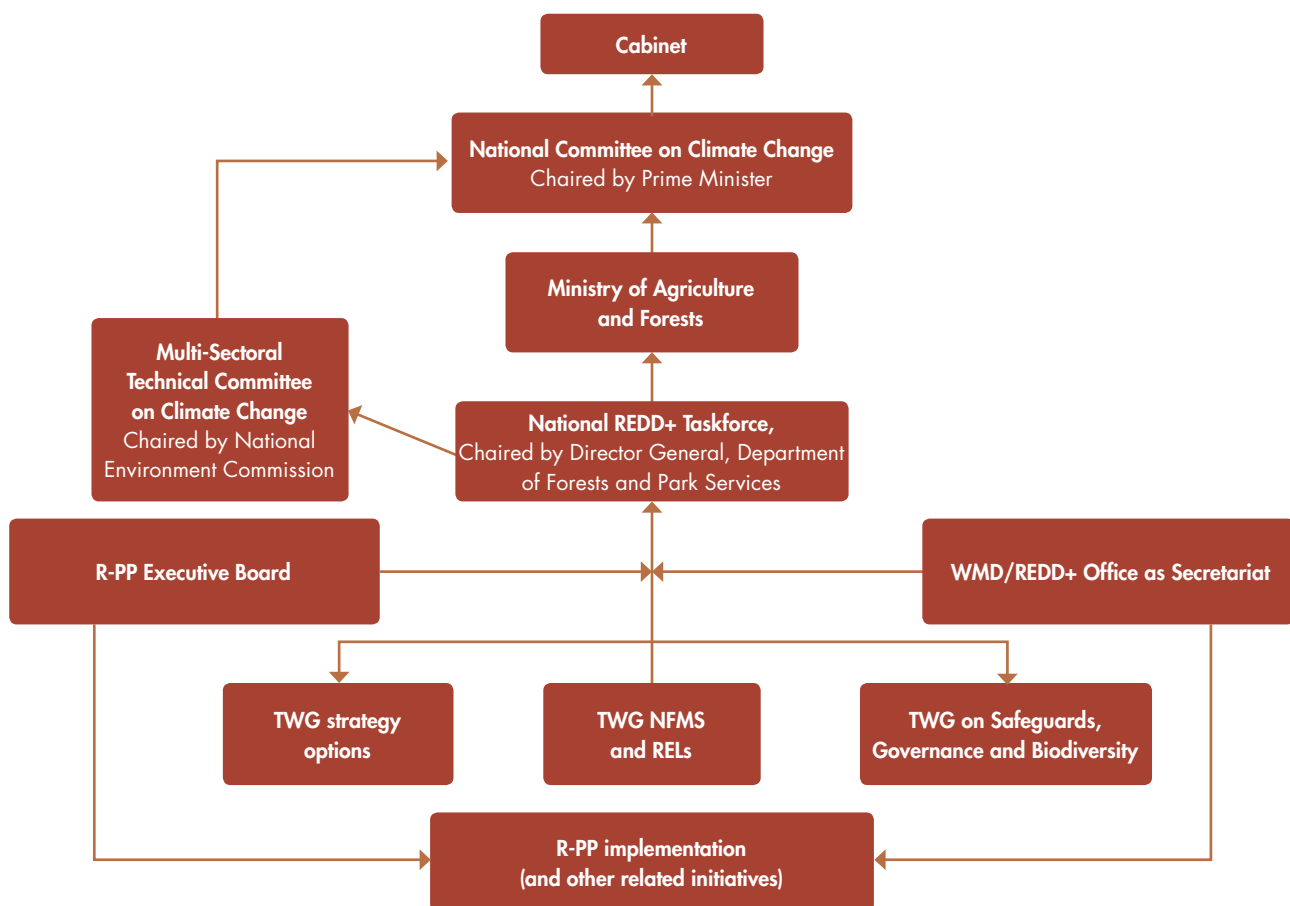 Cabinet
National Committee on Climate Change
Chaired by Prime Minister
Ministry of Agriculture
and Forests
Multi-Sectoral
Technical Committee
on Climate Change
Chaired by National
Environment Commission
National REDD+ Taskforce,
Chaired by Director General, Department
of Forests and Park Services
R-PP Executive Board
WMD/REDD+ Office as Secretariat
TWG strategy
options
TWG NFMS
and RELs
TWG on Safeguards,
Governance and Biodiversity
R-PP implementation
(and other related initiatives)